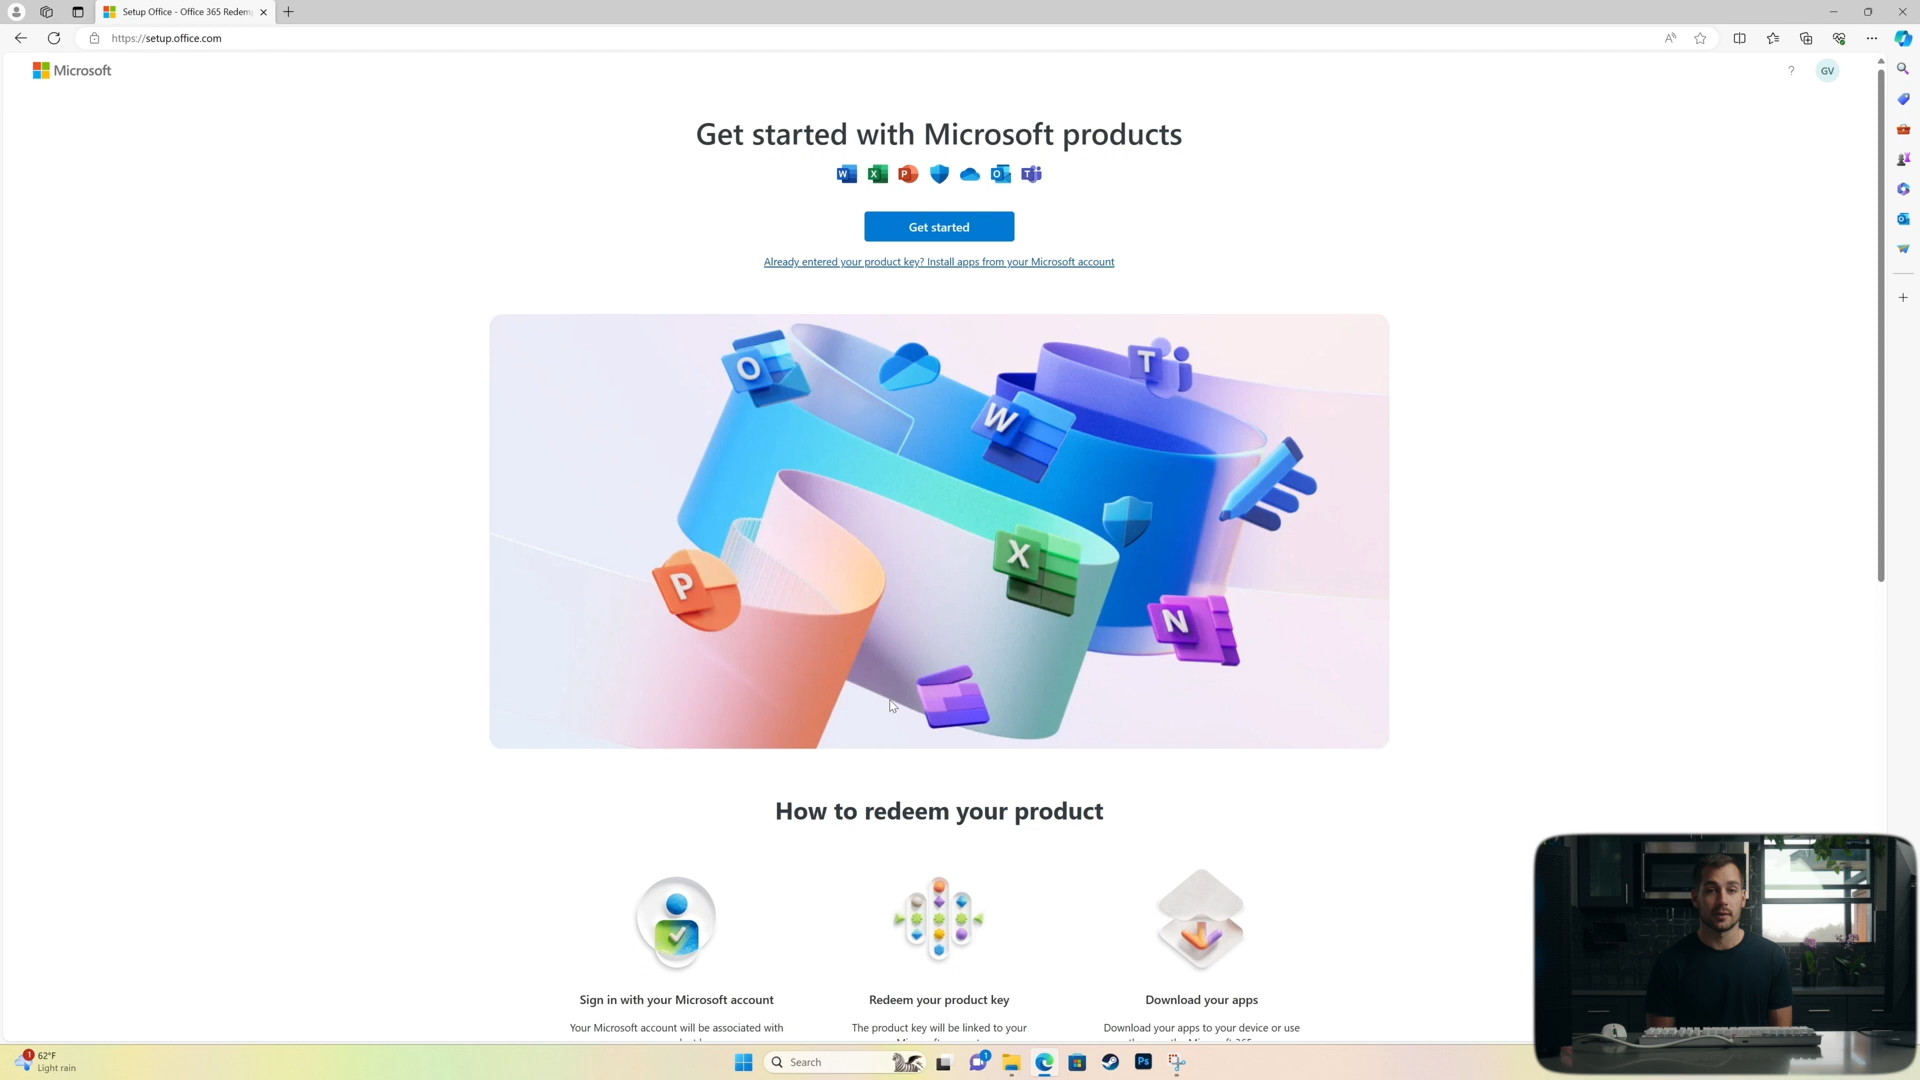 Setup Office - Office 365 Redem
https://setup.office.com
Microsoft
?
GV
Get started with Microsoft products
W X P O T
Get started
Already entered your product key? Install apps from your Microsoft account
O
T
W
X
P
N
How to redeem your product
Sign in with your Microsoft account
Redeem your product key
Download your apps
Your Microsoft account will be associated with
The product key will be linked to your
Download your apps to your device or use
1
62°F
Light rain
Search
1
Ps